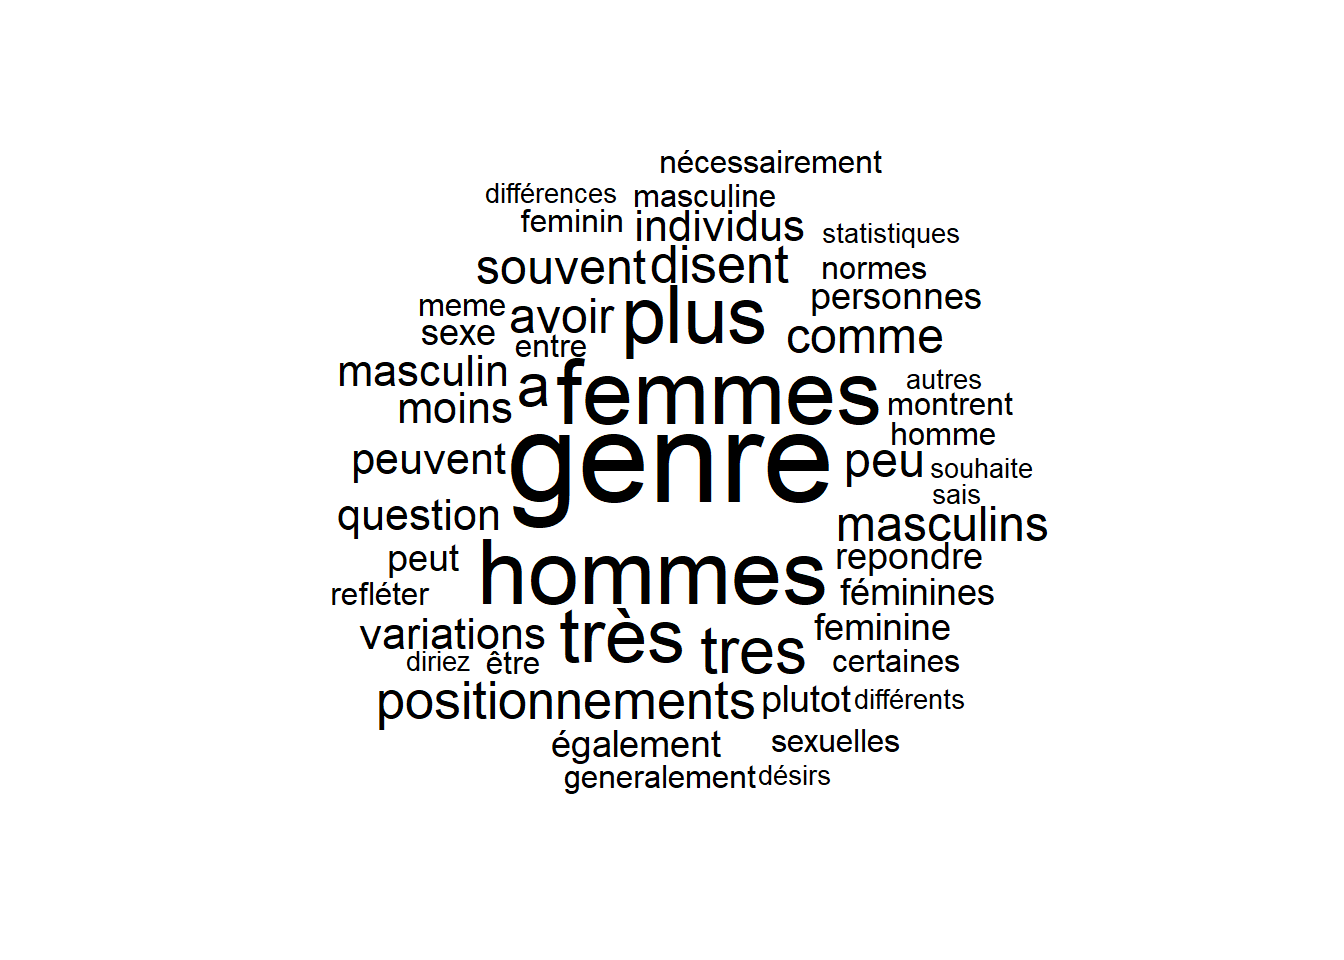 nécessairement
différences masculine
feminin individus statistiques
souvent disent normes
meme avoir plus personnes
sexe entre comme
masculin a femmes autres
moins montrent
genre homme
peuvent peu souhaite
sais
question masculins
peut hommes repondre
refléter féminines
variations très tres feminine
diriez être certaines
positionnements plutot différents
également sexuelles
generalement désirs